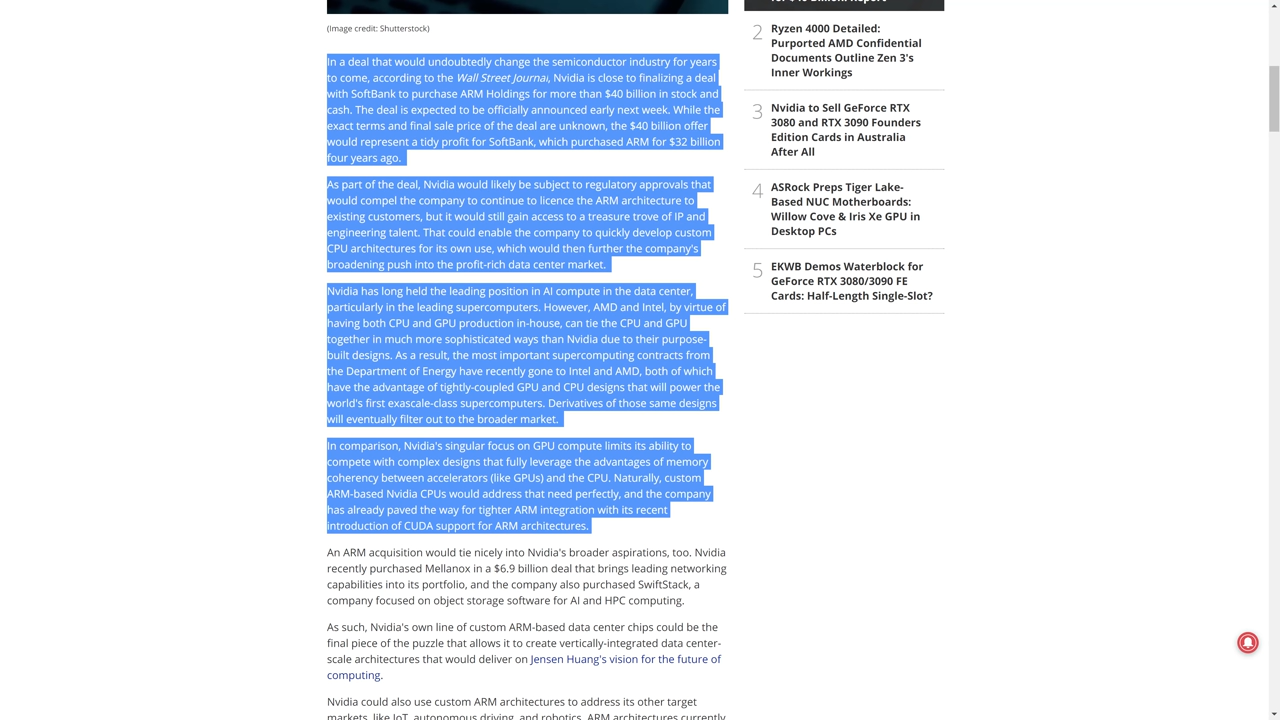 (Image credit: Shutterstock)
In a deal that would undoubtedly change the semiconductor industry for years
to come, according to the Wall Street Journal, Nvidia is close to finalizing a deal
with SoftBank to purchase ARM Holdings for more than $40 billion in stock and
cash. The deal is expected to be officially announced early next week. While the
exact terms and final sale price of the deal are unknown, the $40 billion offer
would represent a tidy profit for SoftBank, which purchased ARM for $32 billion
four years ago.
As part of the deal, Nvidia would likely be subject to regulatory approvals that
would compel the company to continue to licence the ARM architecture to
existing customers, but it would still gain access to a treasure trove of IP and
engineering talent. That could enable the company to quickly develop custom
CPU architectures for its own use, which would then further the company's
broadening push into the profit-rich data center market.
Nvidia has long held the leading position in AI compute in the data center,
particularly in the leading supercomputers. However, AMD and Intel, by virtue of
having both CPU and GPU production in-house, can tie the CPU and GPU
together in much more sophisticated ways than Nvidia due to their purpose-
built designs. As a result, the most important supercomputing contracts from
the Department of Energy have recently gone to Intel and AMD, both of which
have the advantage of tightly-coupled GPU and CPU designs that will power the
world's first exascale-class supercomputers. Derivatives of those same designs
will eventually filter out to the broader market.
In comparison, Nvidia's singular focus on GPU compute limits its ability to
compete with complex designs that fully leverage the advantages of memory
coherency between accelerators (like GPUs) and the CPU. Naturally, custom
ARM-based Nvidia CPUs would address that need perfectly, and the company
has already paved the way for tighter ARM integration with its recent
introduction of CUDA support for ARM architectures.
An ARM acquisition would tie nicely into Nvidia's broader aspirations, too. Nvidia
recently purchased Mellanox in a $6.9 billion deal that brings leading networking
capabilities into its portfolio, and the company also purchased SwiftStack, a
company focused on object storage software for AI and HPC computing.
As such, Nvidia's own line of custom ARM-based data center chips could be the
final piece of the puzzle that allows it to create vertically-integrated data center-
scale architectures that would deliver on Jensen Huang's vision for the future of
computing.
Nvidia could also use custom ARM architectures to address its other target
markets, like IoT, autonomous driving, and robotics. ARM architectures currently
2
Ryzen 4000 Detailed:
Purported AMD Confidential
Documents Outline Zen 3's
Inner Workings
3
Nvidia to Sell GeForce RTX
3080 and RTX 3090 Founders
Edition Cards in Australia
After All
4
ASRock Preps Tiger Lake-
Based NUC Motherboards:
Willow Cove & Iris Xe GPU in
Desktop PCs
5
EKWB Demos Waterblock for
GeForce RTX 3080/3090 FE
Cards: Half-Length Single-Slot?